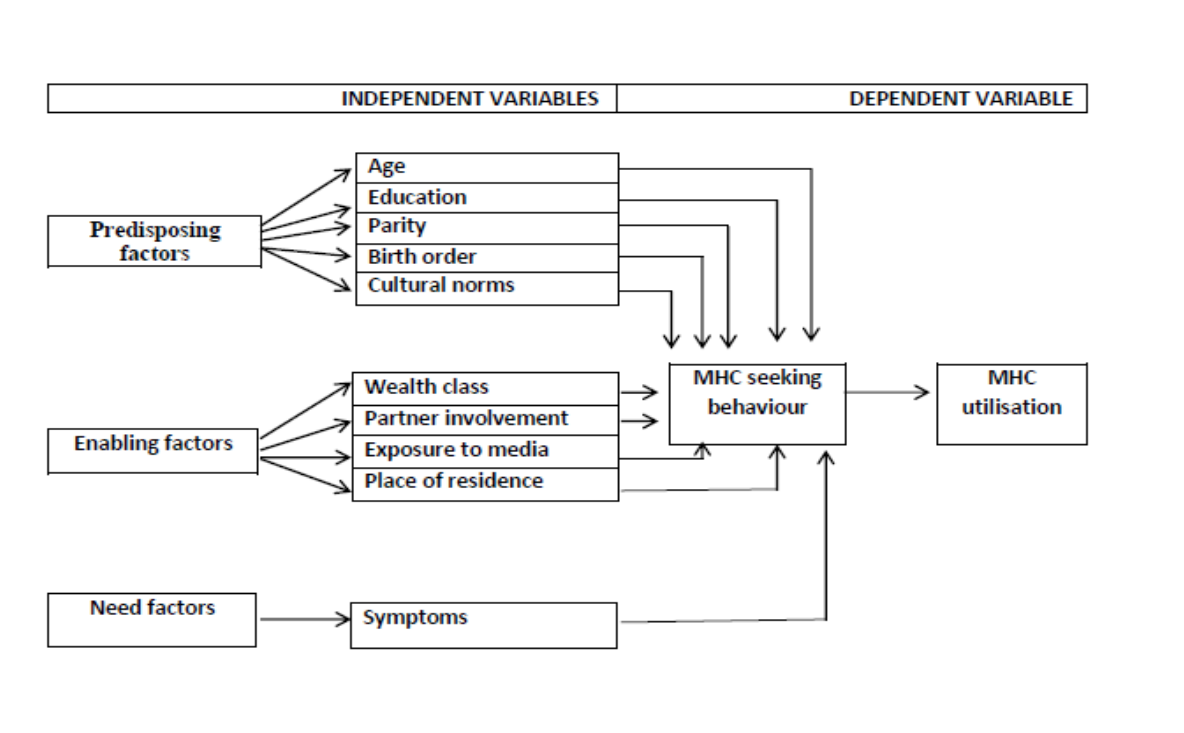 INDEPENDENT VARIABLES
DEPENDENT VARIABLE
Predisposing
factors
Age
Education
Parity
Birth order
Cultural norms
Enabling factors
Wealth class
Partner involvement
Exposure to media
Place of residence
MHC seeking
behaviour
MHC
utilisation
Need factors
Symptoms